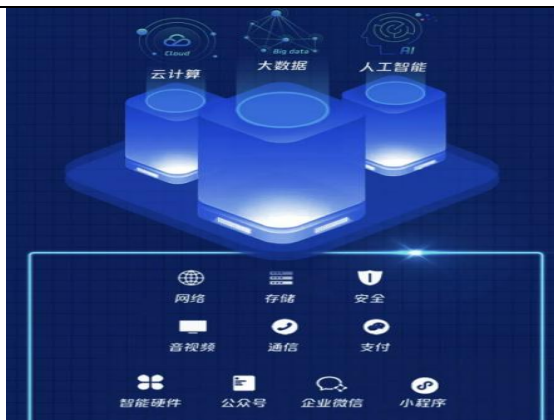 Cloud
Big data
AI
云计算
大数据
人工智能
网络
存储
安全
音视频
通信
支付
智能硬件
公众号
企业微信
小程序